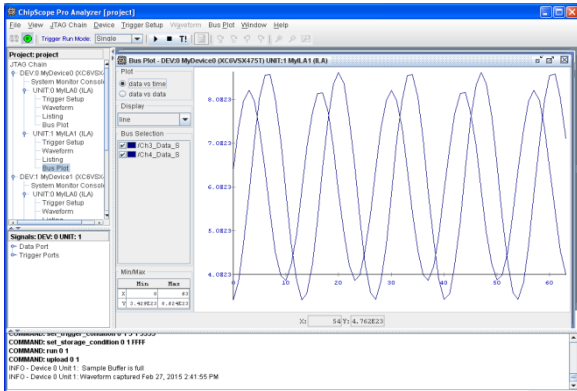 ChipScope Pro Analyzer [project]
File View JTAG Chain Device Trigger Setup Waveform Bus Plot Window Help
Trigger Run Mode: Single T!
Project: project
JTAG Chain
DEV:0 MyDevice0 (XC6VSX4
System Monitor Consol
UNIT:0 MyILA0 (ILA)
Trigger Setup
Waveform
Listing
Bus Plot
UNIT:1 MyILA1 (ILA)
Trigger Setup
Waveform
Listing
Bus Plot
DEV:1 MyDevice1 (XC6VSX
System Monitor Consol
UNIT:0 MyILA0 (ILA)
Trigger Setup
Waveform
Listing
Signals: DEV: 0 UNIT: 1
Data Port
Trigger Ports
Bus Plot - DEV:0 MyDevice0 (XC6VSX475T) UNIT:1 MyILA1 (ILA)
Plot
data vs time
data vs data
Display
line
Bus Selection
/Ch3_Data_S
/Ch4_Data_S
Min/Max
Min Max
X 0 63
Y
8.0E23
7.0E23
6.0E23
5.0E23
4.0E23
0 10 20 30 40 50 60
X: 54 Y: 4.762E23
COMMAND: set_trigger_condition 0 1
COMMAND: set_storage_condition 0 1 FFFF
COMMAND: run 0 1
COMMAND: upload 0 1
INFO - Device 0 Unit 1: Sample Buffer is full
INFO - Device 0 Unit 1: Waveform captured Feb 27, 2015 2:41:55 PM